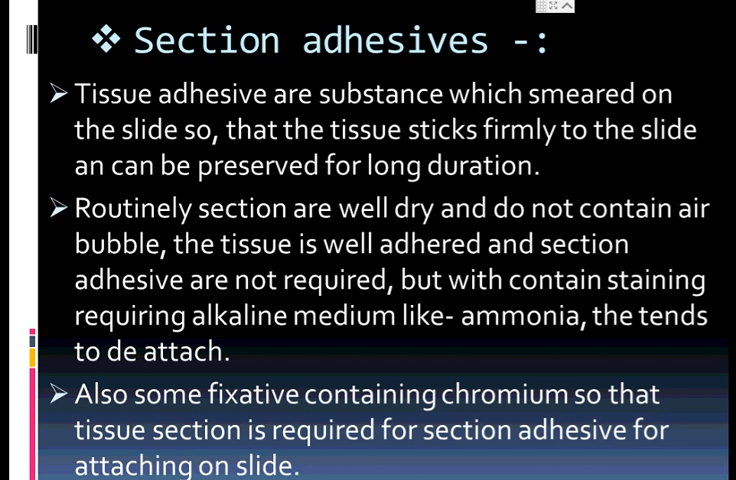 ❖ Section adhesives -:
➢ Tissue adhesive are substance which smeared on
the slide so, that the tissue sticks firmly to the slide
an can be preserved for long duration.
➢ Routinely section are well dry and do not contain air
bubble, the tissue is well adhered and section
adhesive are not required, but with contain staining
requiring alkaline medium like- ammonia, the tends
to de attach.
➢ Also some fixative containing chromium so that
tissue section is required for section adhesive for
attaching on slide.